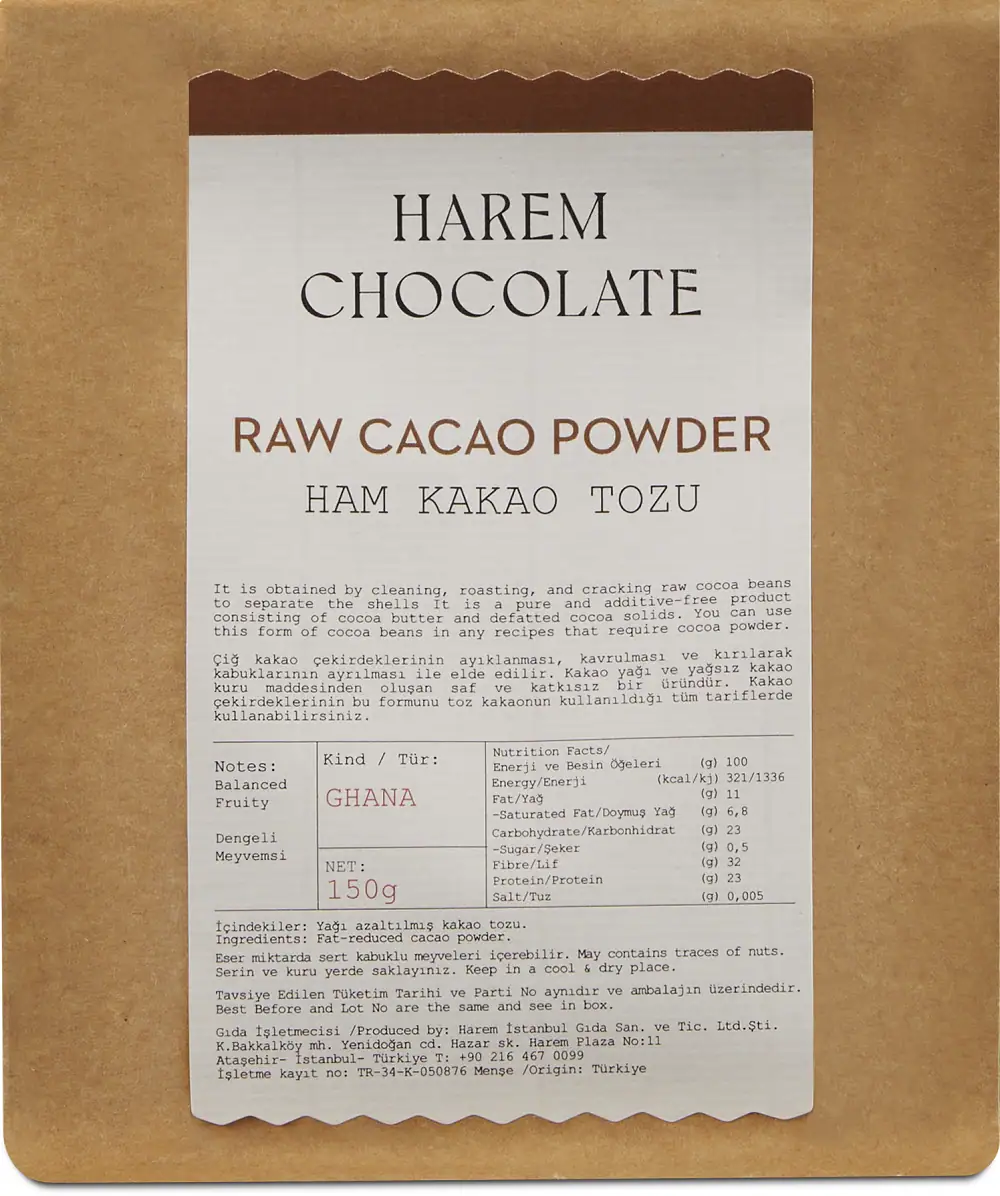 HAREM
CHOCOLATE
RAW CACAO POWDER
HAM KAKAO TOZU
It is obtained by cleaning, roasting, and cracking raw cocoa beans
to separate the shells It is a pure and additive-free product
consisting of cocoa butter and defatted cocoa solids. You can use
this form of cocoa beans in any recipes that require cocoa powder.
Çiğ kakao çekirdeklerinin ayıklanması, kavrulması ve kırılarak
kabuklarının ayrılması ile elde edilir. Kakao yağı ve yağsız kakao
kuru maddesinden oluşan saf ve katkısız bir üründür. Kakao
çekirdeklerinin bu formunu toz kakaonun kullanıldığı tüm tariflerde
kullanabilirsiniz.
Notes:
Balanced
Fruity
Dengeli
Meyvemsi
Kind / Tür:
GHANA
NET:
150g
Nutrition Facts/
Enerji ve Besin Öğeleri (g) 100
Energy/Enerji (kcal/kj) 321/1336
Fat/Yağ (g) 11
-Saturated Fat/Doymuş Yağ (g) 6,8
Carbohydrate/Karbonhidrat (g) 23
-Sugar/Şeker (g) 0,5
Fibre/Lif (g) 32
Protein/Protein (g) 23
Salt/Tuz (g) 0,005
İçindekiler: Yağı azaltılmış kakao tozu.
Ingredients: Fat-reduced cacao powder.
Eser miktarda sert kabuklu meyveleri içerebilir. May contains traces of nuts.
Serin ve kuru yerde saklayınız. Keep in a cool & dry place.
Tavsiye Edilen Tüketim Tarihi ve Parti No aynıdır ve ambalajın üzerindedir.
Best Before and Lot No are the same and see in box.
Gıda İşletmecisi /Produced by: Harem İstanbul Gıda San. ve Tic. Ltd.Şti.
K.Bakkalköy mh. Yenidoğan cd. Hazar sk. Harem Plaza No:11
Ataşehir- İstanbul- Türkiye T: +90 216 467 0099
İşletme kayıt no: TR-34-K-050876 Menşe /Origin: Türkiye